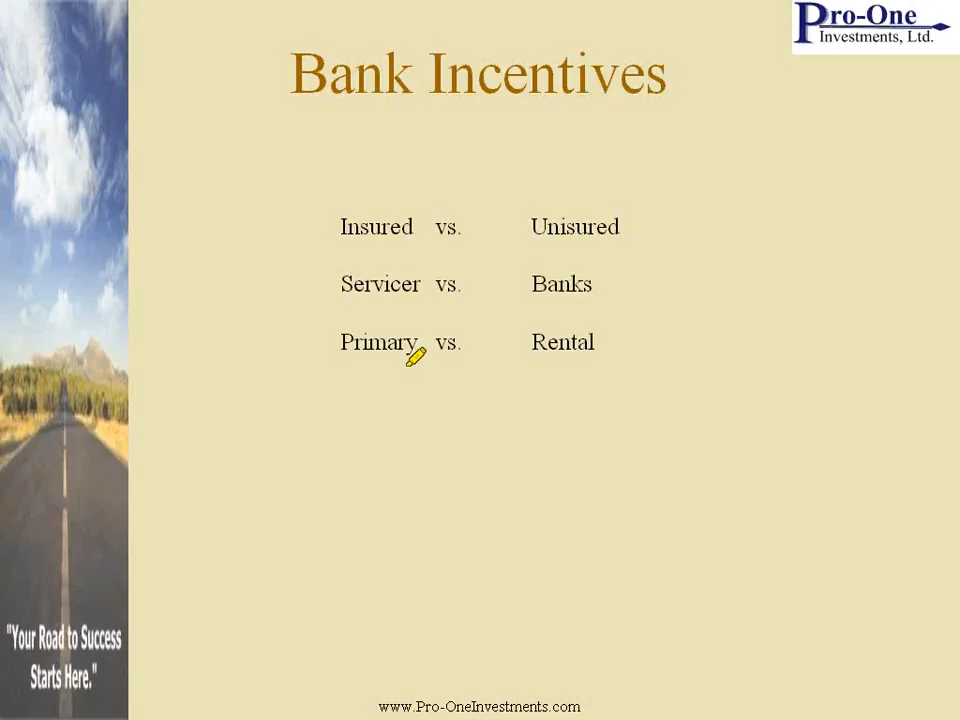 Pro-One
Investments, Ltd.
Bank Incentives
Insured vs. Unisured
Servicer vs. Banks
Primary vs. Rental
"Your Road to Success
Starts Here."
www.Pro-OneInvestments.com